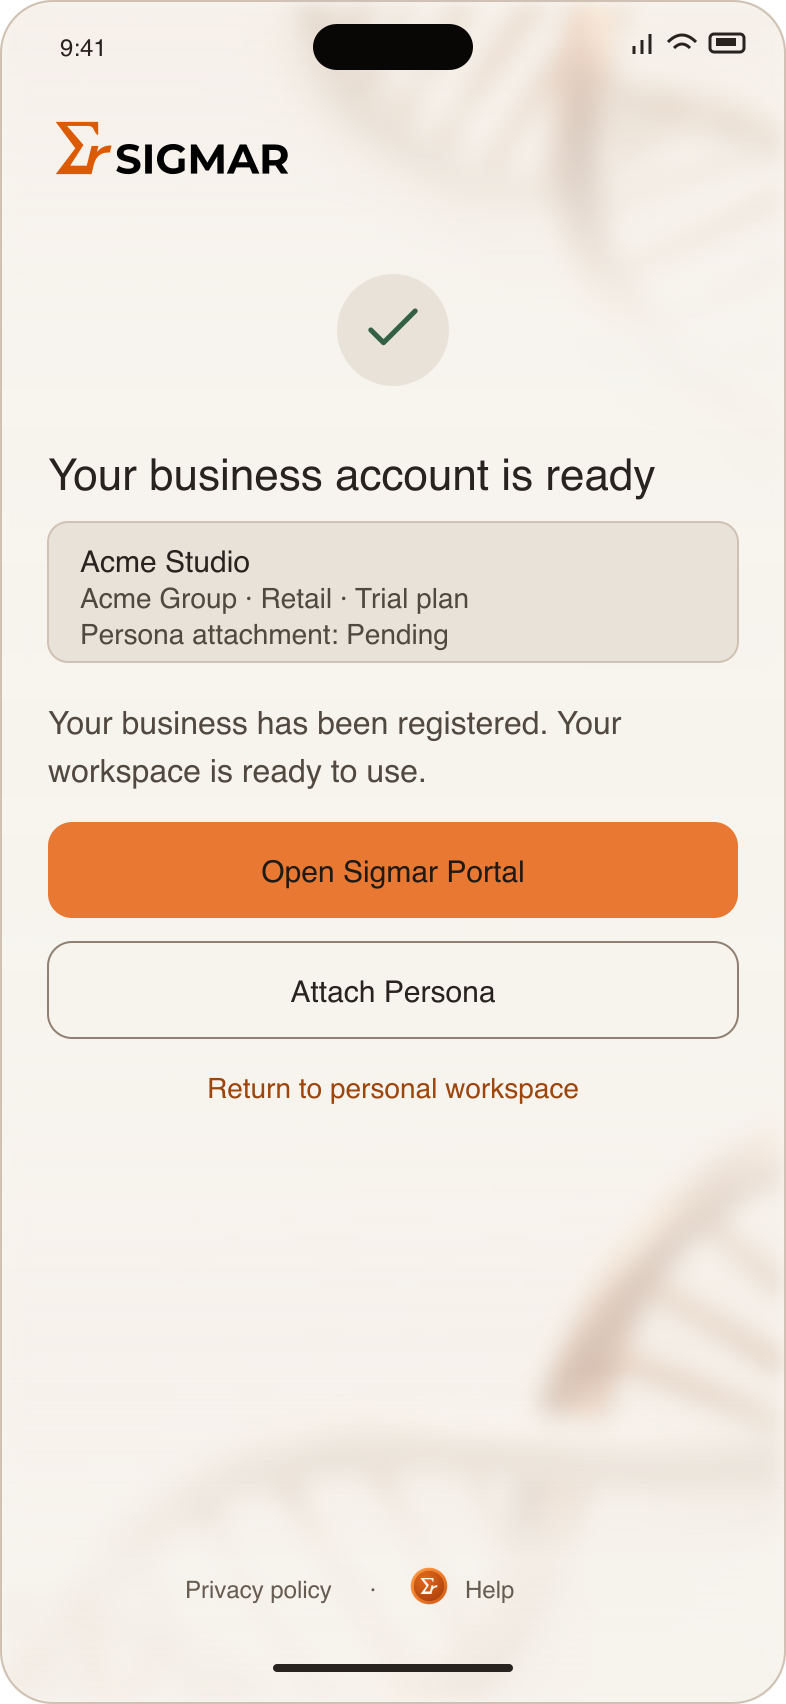 9:41
Σr SIGMAR
Your business account is ready
Acme Studio
Acme Group · Retail · Trial plan
Persona attachment: Pending
Your business has been registered. Your
workspace is ready to use.
Open Sigmar Portal
Attach Persona
Return to personal workspace
Privacy policy · Σr Help